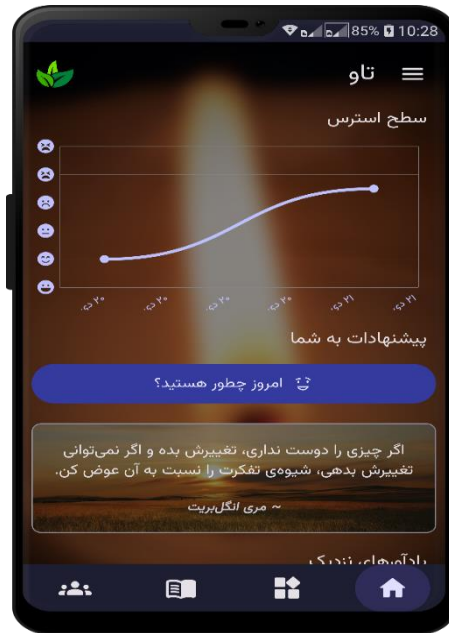 85% 10:28
تاو
سطح استرس
۲۰ دی ۲۰ دی ۲۰ دی ۲۰ دی ۲۱ دی ۲۱ دی
پیشنهادات به شما
امروز چطور هستید؟
اگر چیزی را دوست نداری، تغییرش بده و اگر نمی‌توانی
تغییرش بدهی، شیوه‌ی تفکرت را نسبت به آن عوض کن.
~ مری انگل‌بریت
یادآورهای نزدیک